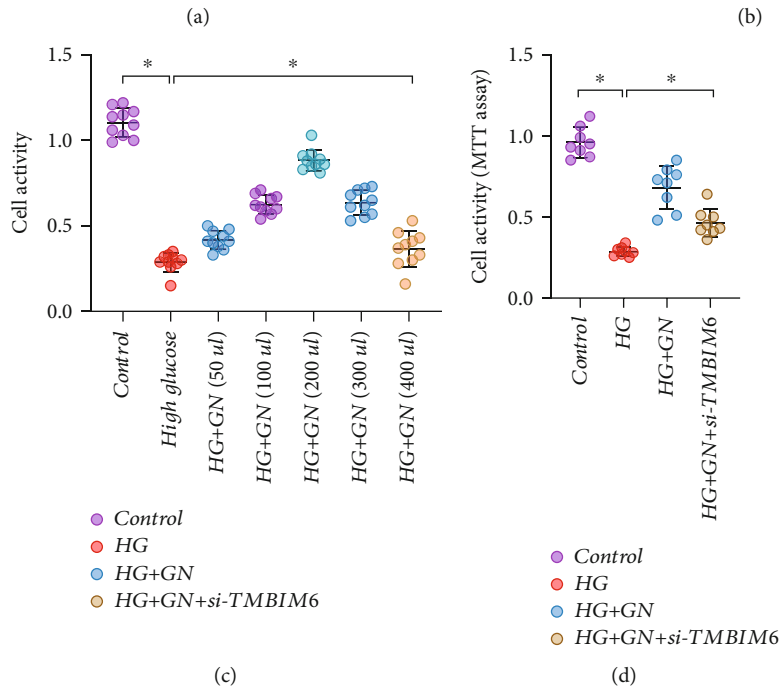 (a)
(b)
1.5
1.0
0.5
0.0
Cell activity
*
*
Control
High glucose
HG+GN (50 ul)
HG+GN (100 ul)
HG+GN (200 ul)
HG+GN (300 ul)
HG+GN (400 ul)
Control
HG
HG+GN
HG+GN+si-TMBIM6
(c)
1.5
1.0
0.5
0.0
Cell activity (MTT assay)
*
*
Control
HG
HG+GN
HG+GN+si-TMBIM6
Control
HG
HG+GN
HG+GN+si-TMBIM6
(d)